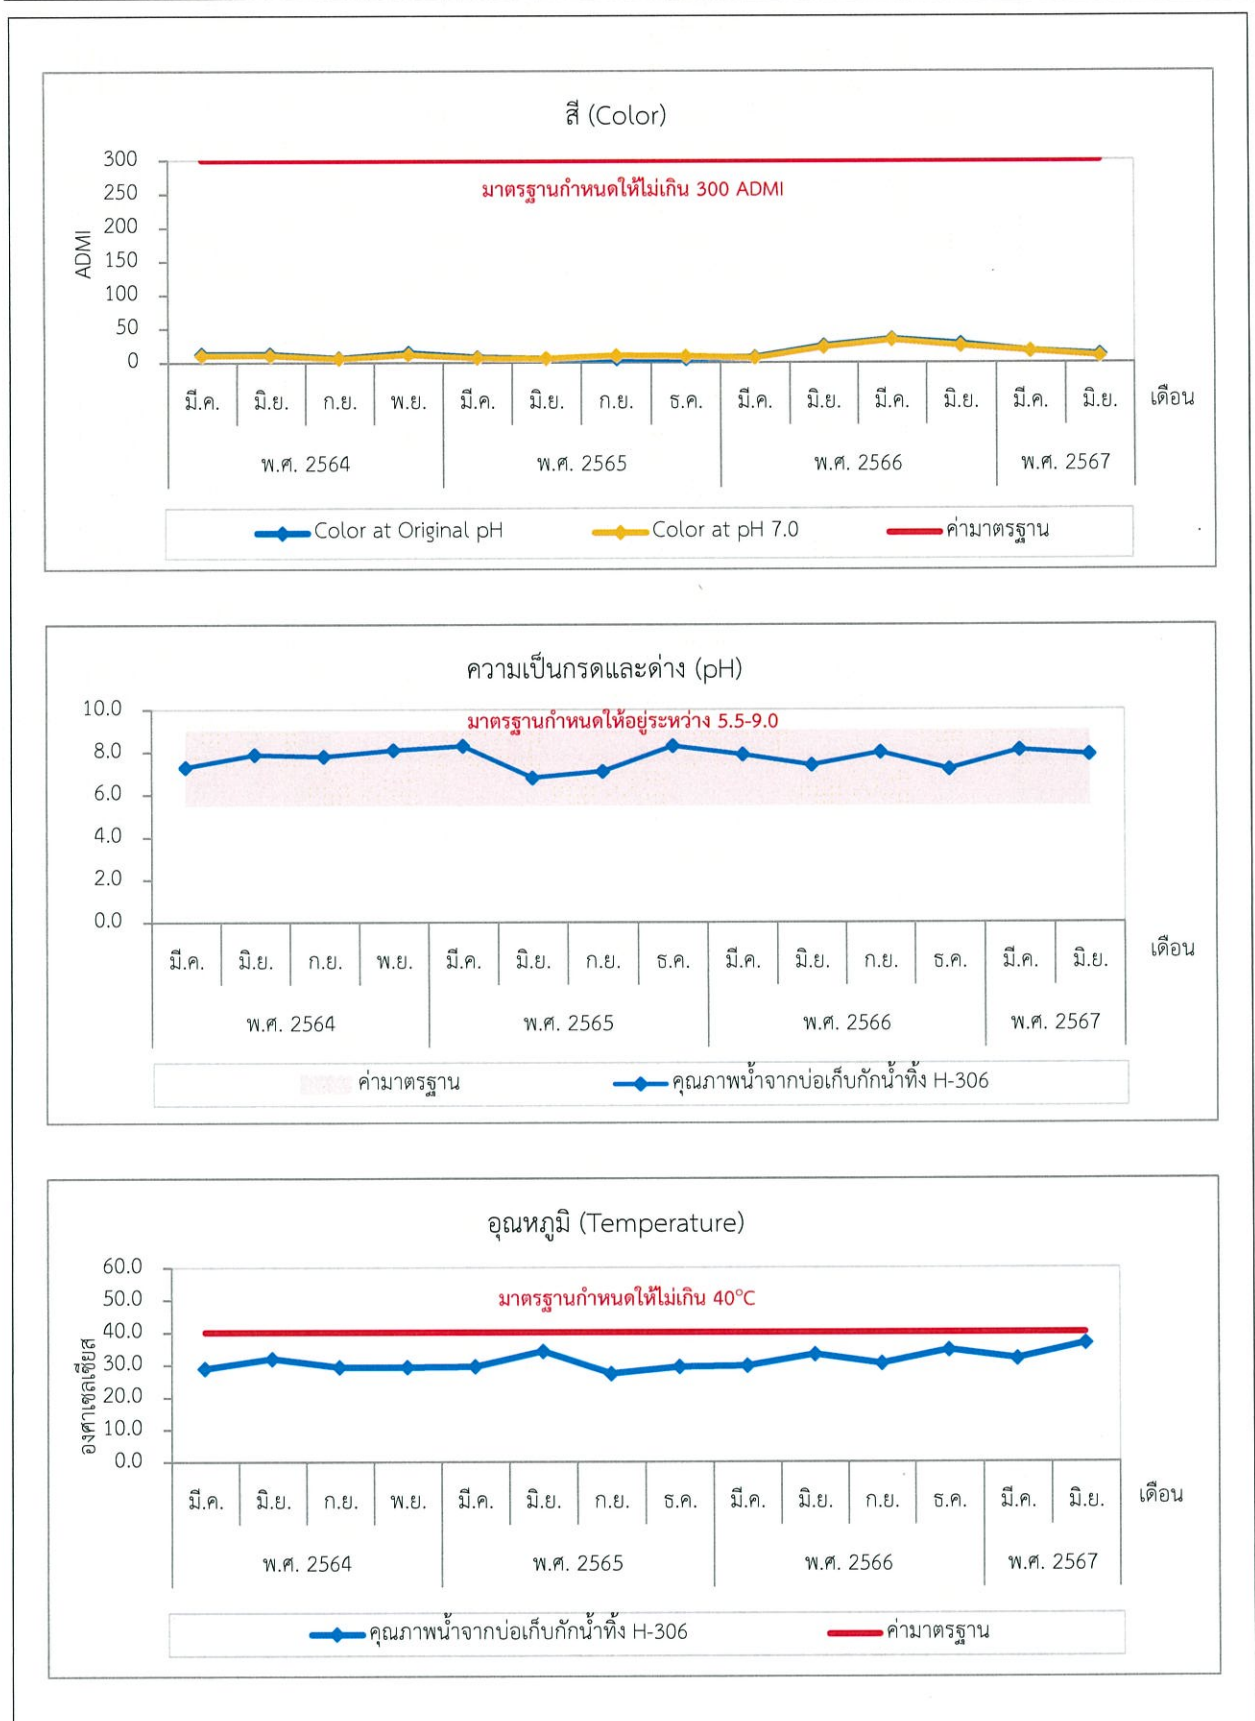 สี (Color)
300
250
200
150
100
50
0
ADMI
มาตรฐานกำหนดให้ไม่เกิน 300 ADMI
มี.ค. มิ.ย. ก.ย. พ.ย. มี.ค. มิ.ย. ก.ย. ธ.ค. มี.ค. มิ.ย. มี.ค. มิ.ย. มี.ค. มิ.ย. เดือน
พ.ศ. 2564 พ.ศ. 2565 พ.ศ. 2566 พ.ศ. 2567
Color at Original pH Color at pH 7.0 ค่ามาตรฐาน
ความเป็นกรดและด่าง (pH)
10.0
8.0
6.0
4.0
2.0
0.0
มาตรฐานกำหนดให้อยู่ระหว่าง 5.5-9.0
มี.ค. มิ.ย. ก.ย. พ.ย. มี.ค. มิ.ย. ก.ย. ธ.ค. มี.ค. มิ.ย. ก.ย. ธ.ค. มี.ค. มิ.ย. เดือน
พ.ศ. 2564 พ.ศ. 2565 พ.ศ. 2566 พ.ศ. 2567
ค่ามาตรฐาน คุณภาพน้ำจากบ่อเก็บกักน้ำทิ้ง H-306
อุณหภูมิ (Temperature)
60.0
50.0
40.0
30.0
20.0
10.0
0.0
องศาเซลเซียส
มาตรฐานกำหนดให้ไม่เกิน 40°C
มี.ค. มิ.ย. ก.ย. พ.ย. มี.ค. มิ.ย. ก.ย. ธ.ค. มี.ค. มิ.ย. ก.ย. ธ.ค. มี.ค. มิ.ย. เดือน
พ.ศ. 2564 พ.ศ. 2565 พ.ศ. 2566 พ.ศ. 2567
คุณภาพน้ำจากบ่อเก็บกักน้ำทิ้ง H-306 ค่ามาตรฐาน